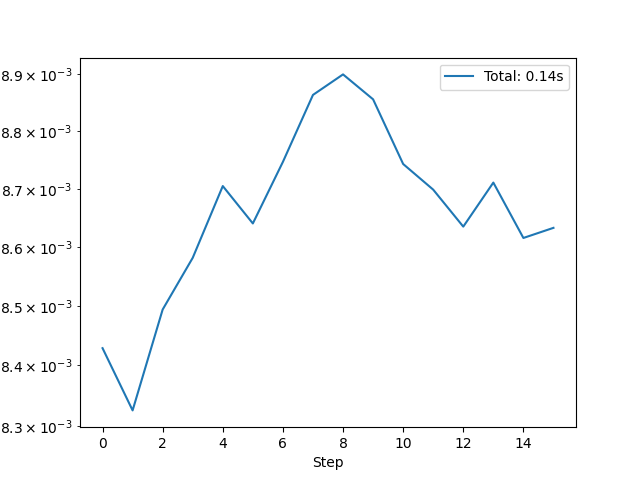 Total: 0.14s
8.9 × 10⁻³
8.8 × 10⁻³
8.7 × 10⁻³
8.6 × 10⁻³
8.5 × 10⁻³
8.4 × 10⁻³
8.3 × 10⁻³
0 2 4 6 8 10 12 14
Step